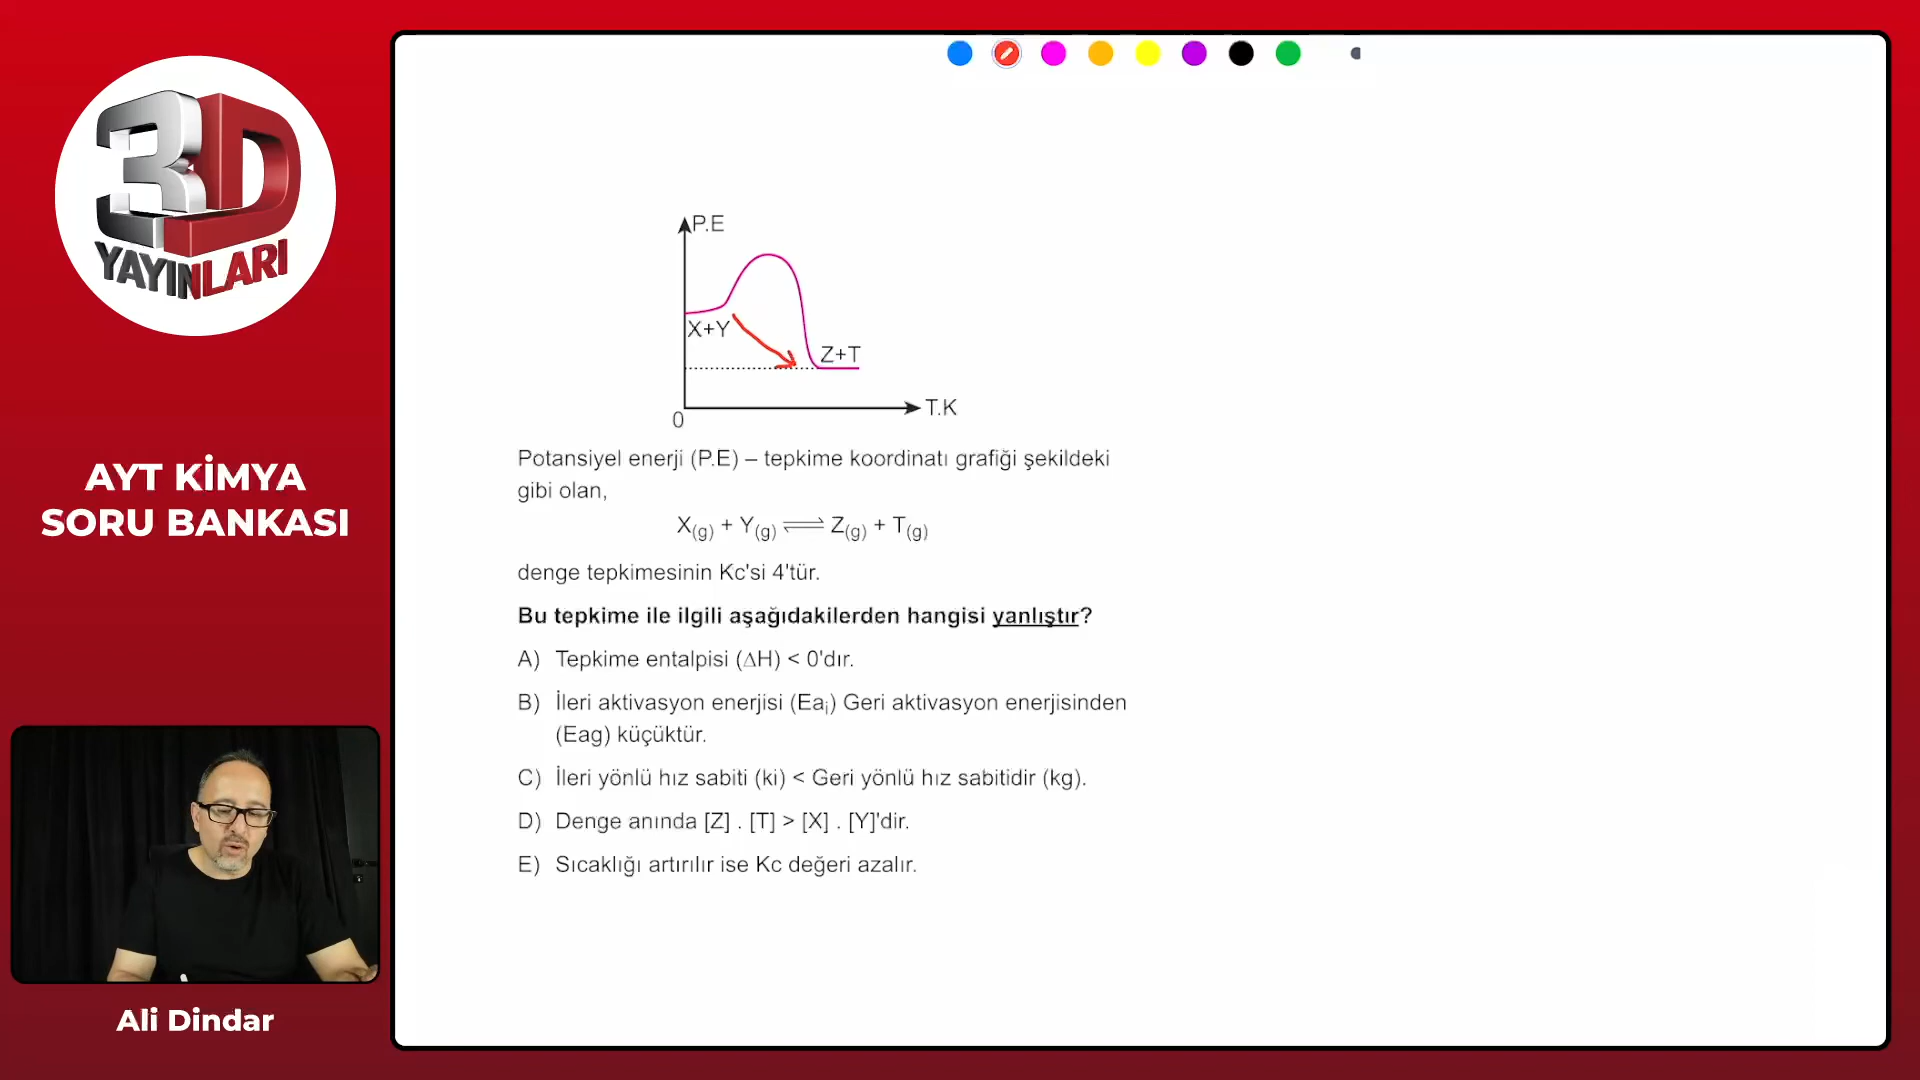 3D
YAYINLARI
AYT KİMYA
SORU BANKASI
Ali Dindar
P.E
X+Y
Z+T
0
T.K
Potansiyel enerji (P.E) – tepkime koordinatı grafiği şekildeki
gibi olan,
X(g) + Y(g) ⇌ Z(g) + T(g)
denge tepkimesinin Kc'si 4'tür.
Bu tepkime ile ilgili aşağıdakilerden hangisi yanlıştır?
A) Tepkime entalpisi (ΔH) < 0'dır.
B) İleri aktivasyon enerjisi (Eai) Geri aktivasyon enerjisinden
(Eag) küçüktür.
C) İleri yönlü hız sabiti (ki) < Geri yönlü hız sabitidir (kg).
D) Denge anında [Z] . [T] > [X] . [Y]'dir.
E) Sıcaklığı artırılır ise Kc değeri azalır.